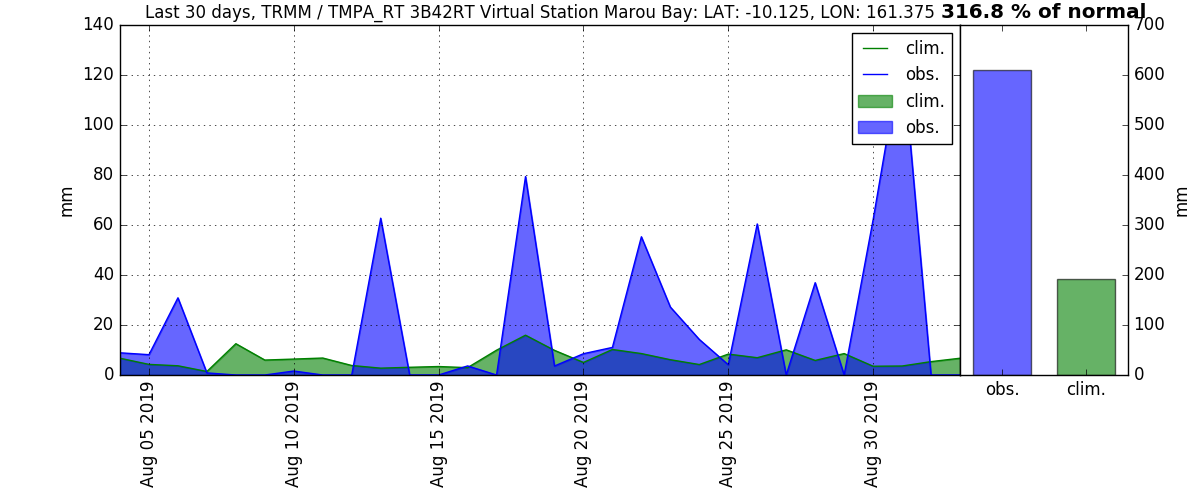 Last 30 days, TRMM / TMPA_RT 3B42RT Virtual Station Marou Bay: LAT: -10.125, LON: 161.375 316.8 % of normal
140
120
100
80
60
40
20
0
mm
clim.
obs.
clim.
obs.
Aug 05 2019
Aug 10 2019
Aug 15 2019
Aug 20 2019
Aug 25 2019
Aug 30 2019
700
600
500
400
300
200
100
0
mm
obs.
clim.